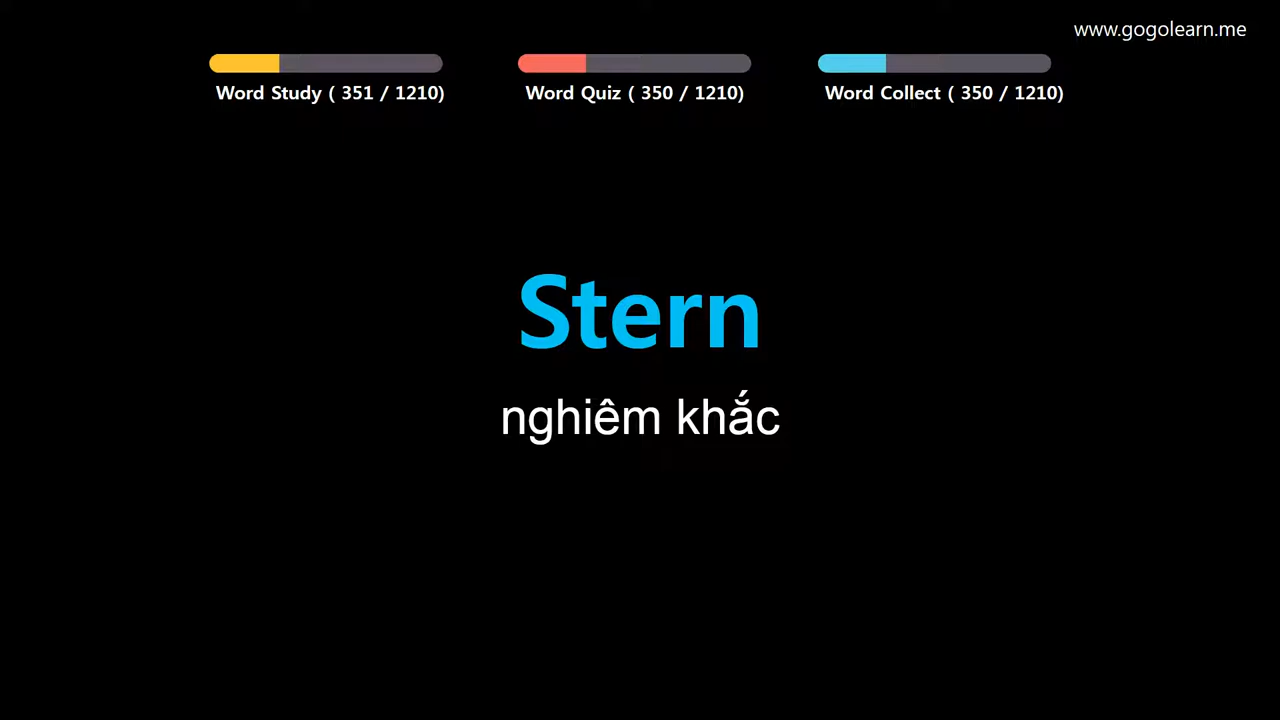 www.gogolearn.me
Word Study ( 351 / 1210)
Word Quiz ( 350 / 1210)
Word Collect ( 350 / 1210)
Stern
nghiêm khắc